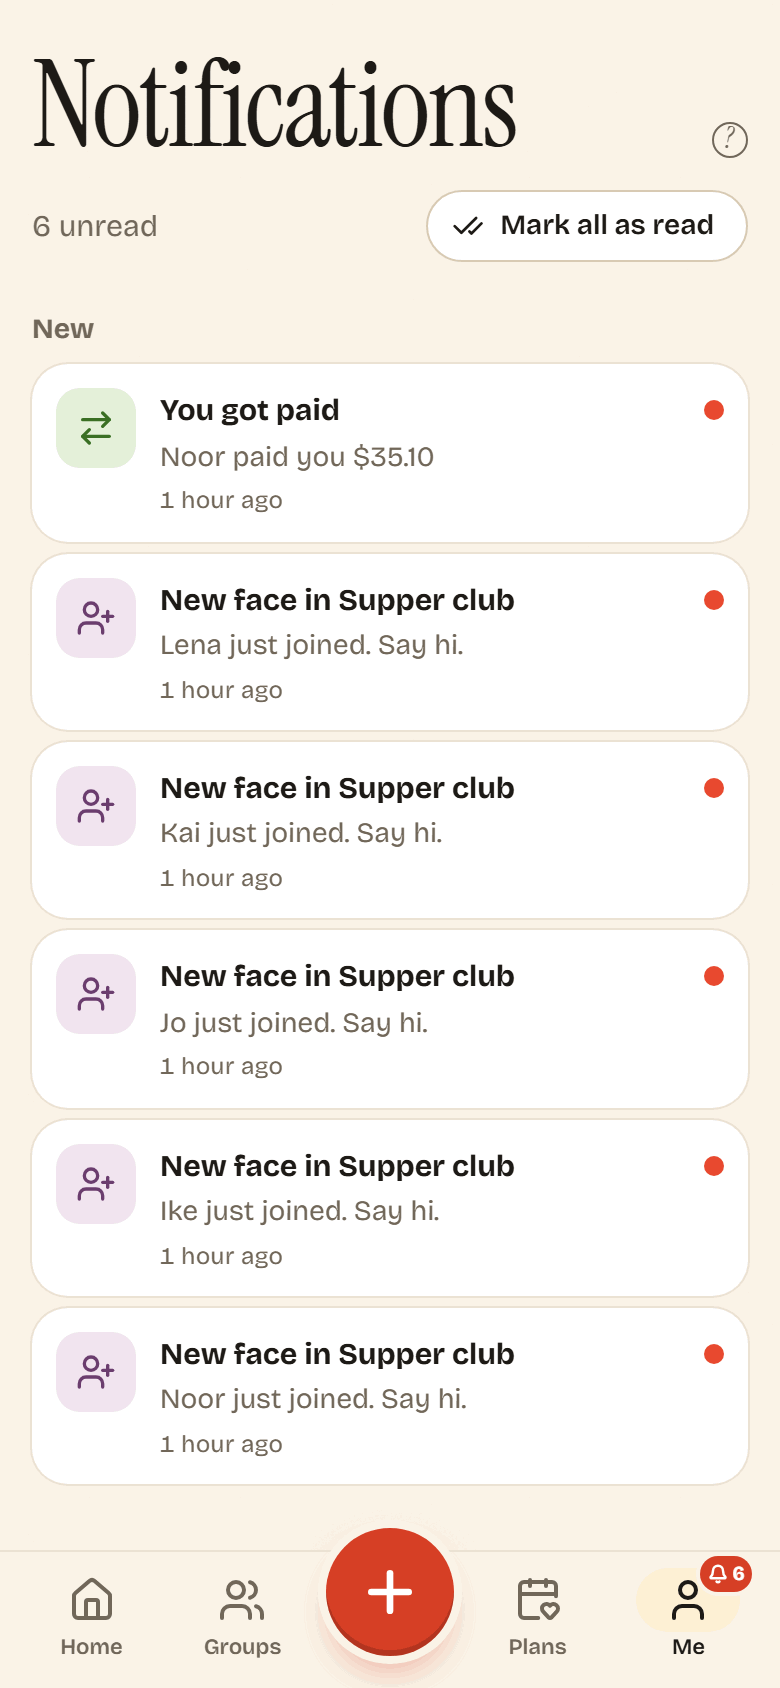 Notifications
?
6 unread
Mark all as read
New
You got paid
Noor paid you $35.10
1 hour ago
New face in Supper club
Lena just joined. Say hi.
1 hour ago
New face in Supper club
Kai just joined. Say hi.
1 hour ago
New face in Supper club
Jo just joined. Say hi.
1 hour ago
New face in Supper club
Ike just joined. Say hi.
1 hour ago
New face in Supper club
Noor just joined. Say hi.
1 hour ago
6
Home
Groups
Plans
Me